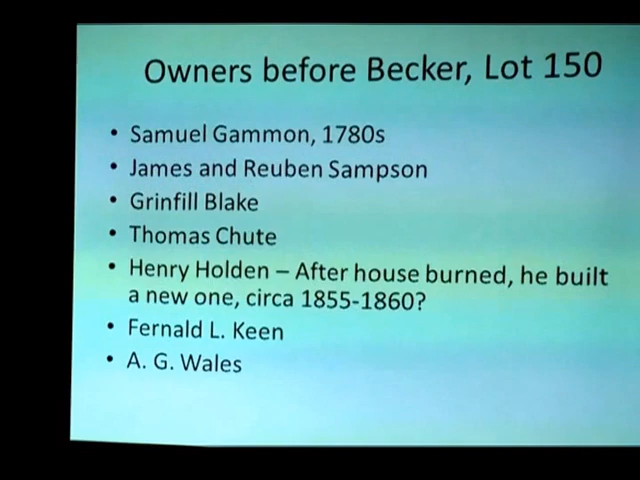 Owners before Becker, Lot 150
• Samuel Gammon, 1780s
• James and Reuben Sampson
• Grinfill Blake
• Thomas Chute
• Henry Holden – After house burned, he built
a new one, circa 1855-1860?
• Fernald L. Keen
• A. G. Wales